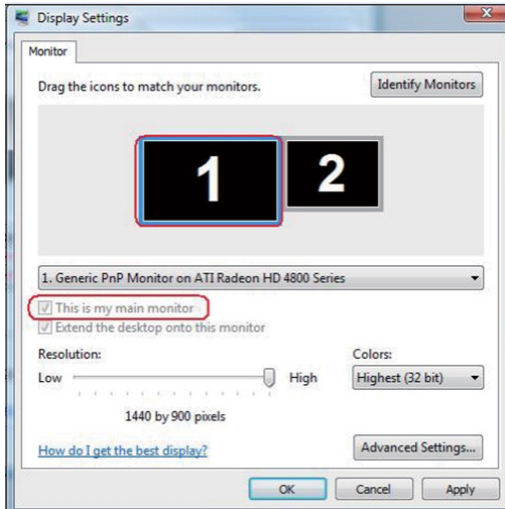 Display Settings
Monitor
Drag the icons to match your monitors.
Identify Monitors
1
2
1. Generic PnP Monitor on ATI Radeon HD 4800 Series
This is my main monitor
Extend the desktop onto this monitor
Resolution:
Colors:
Low
High
Highest (32 bit)
1440 by 900 pixels
How do I get the best display?
Advanced Settings...
OK
Cancel
Apply